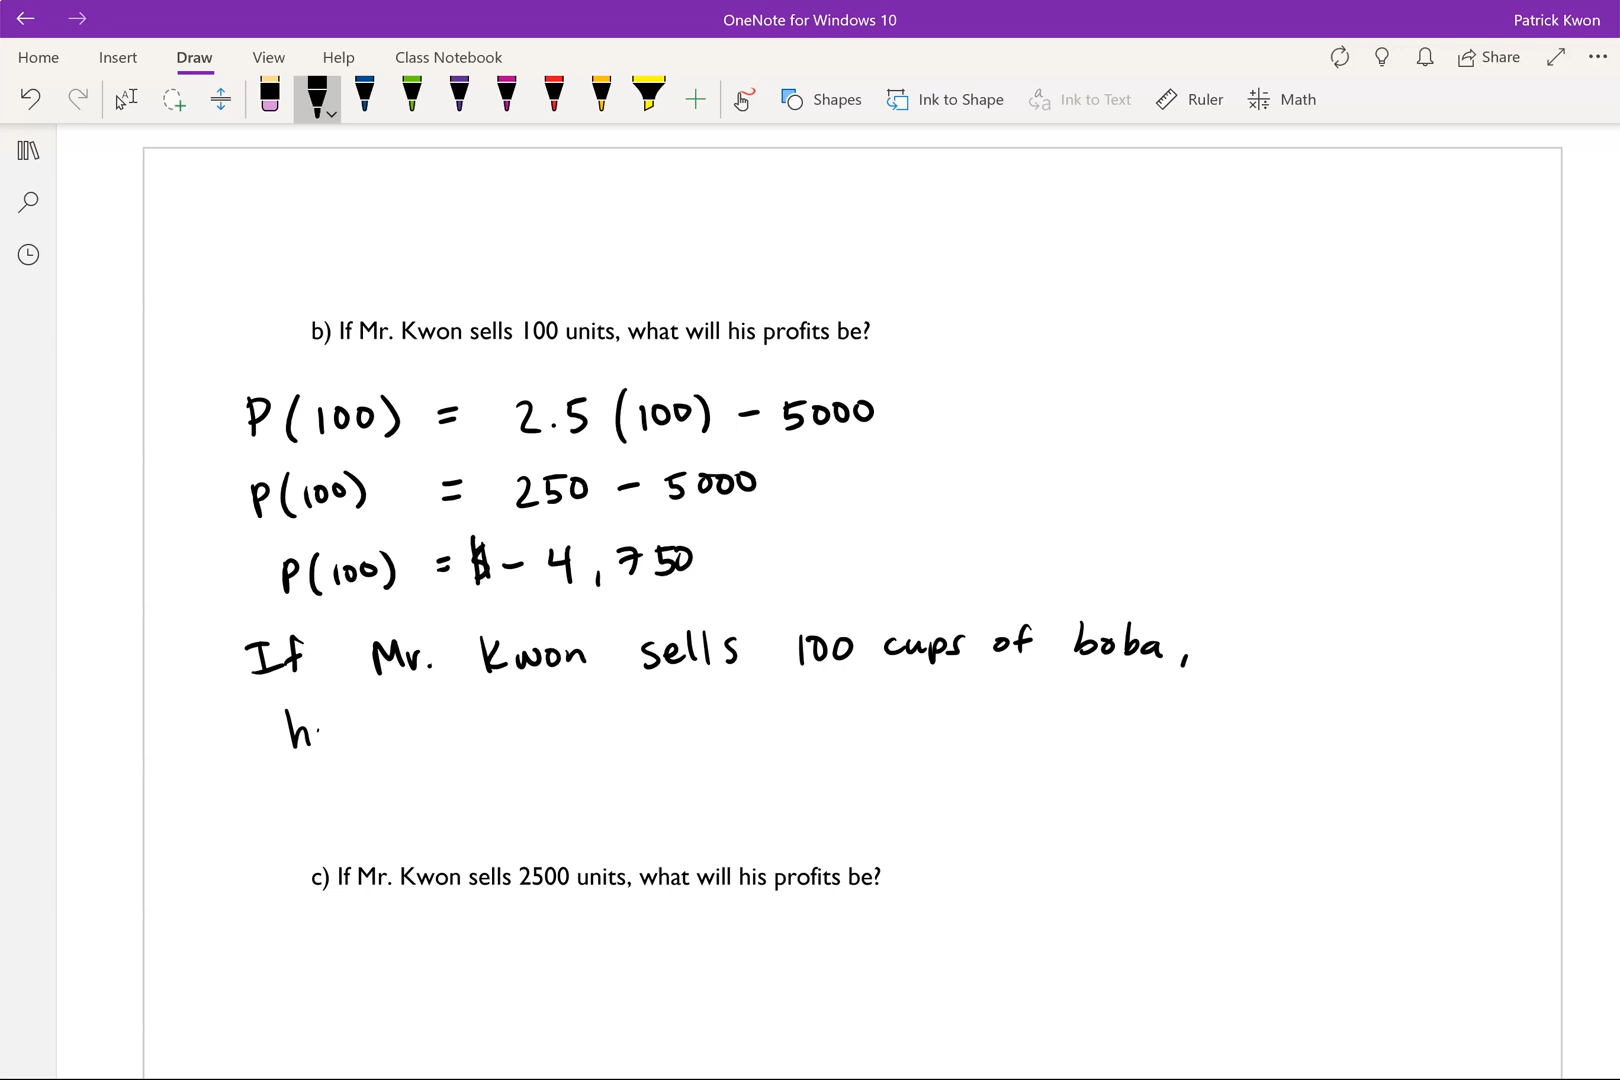 OneNote for Windows 10
Patrick Kwon
Home Insert Draw View Help Class Notebook Share
Shapes Ink to Shape Ink to Text Ruler Math
b) If Mr. Kwon sells 100 units, what will his profits be?
P(100) = 2.5 (100) - 5000
P(100) = 250 - 5000
P(100) = $ - 4,750
If Mr. Kwon sells 100 cups of boba,
h
c) If Mr. Kwon sells 2500 units, what will his profits be?